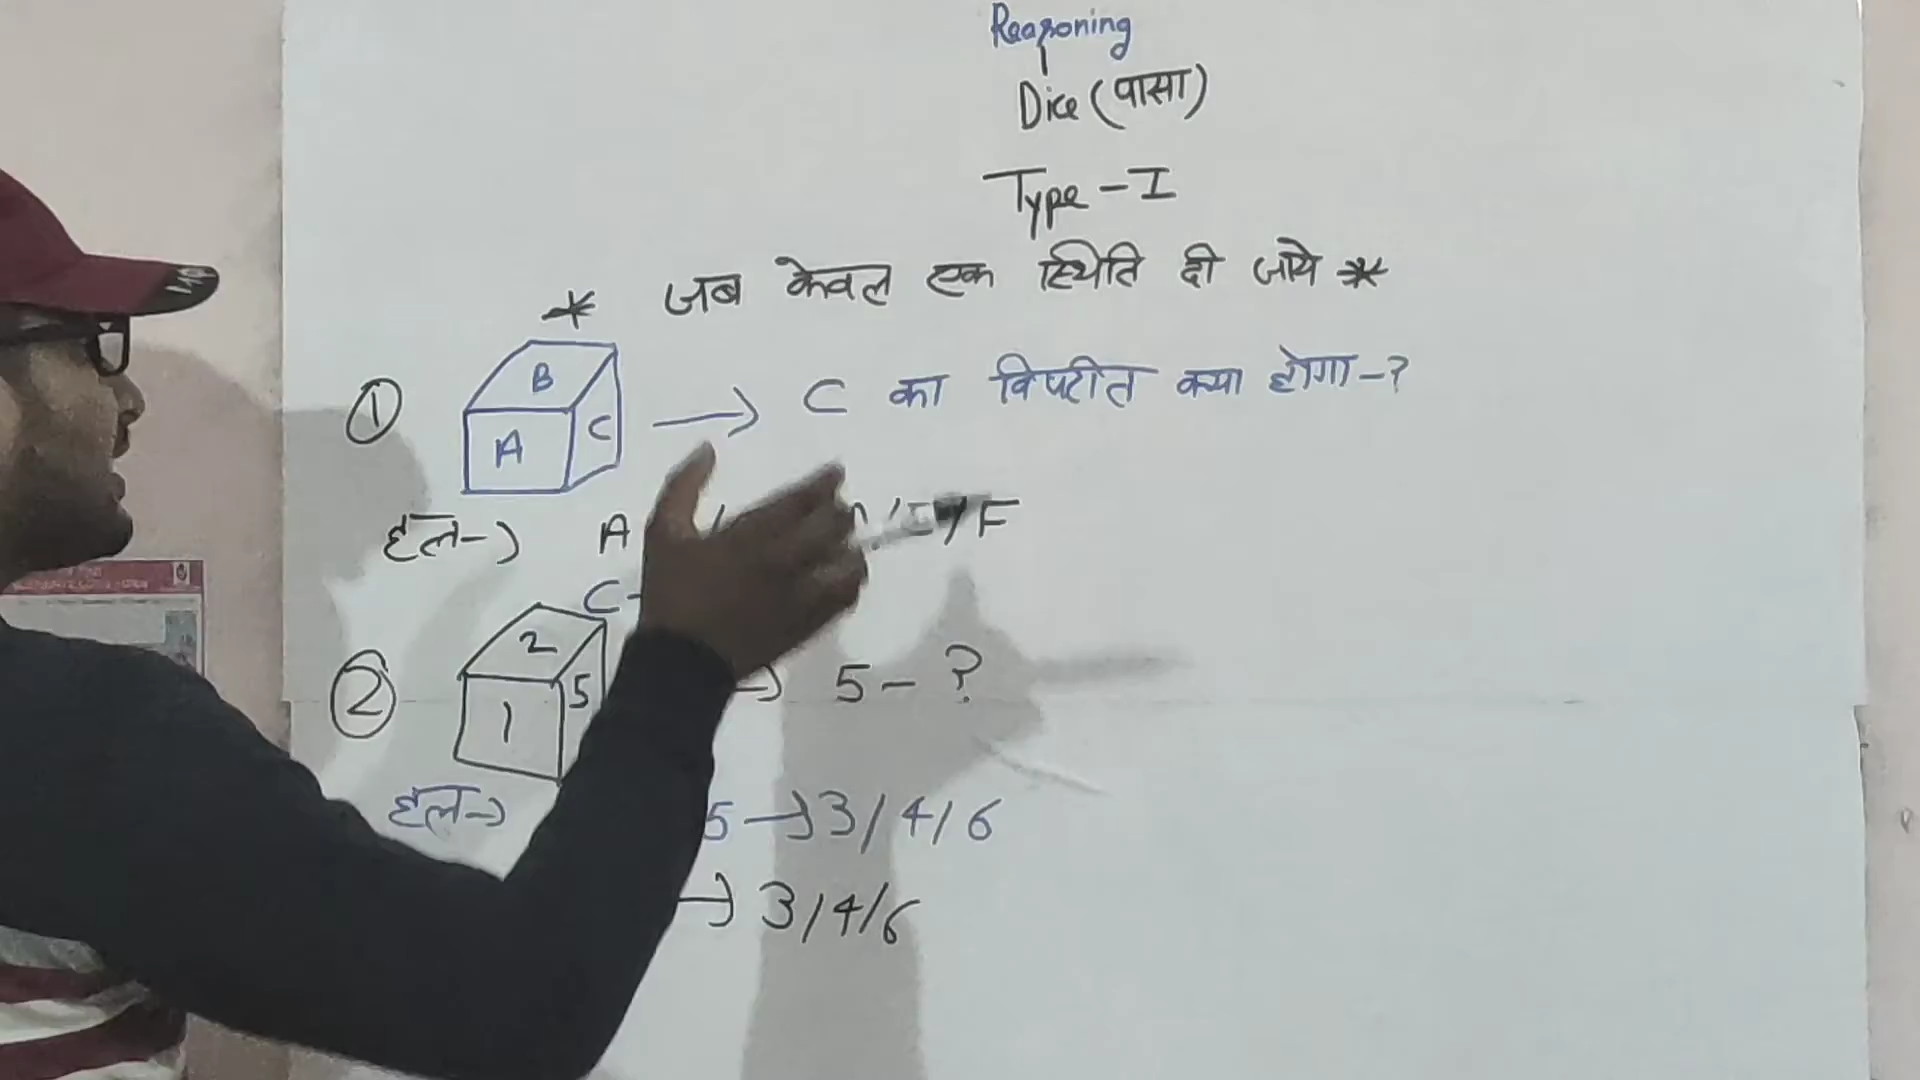 Reasoning
Dice (पासा)
Type - I
* जब केवल एक स्थिति दी जाये *
① B A C → C का विपरीत क्या होगा - ?
हल → A / F
C -
② 2 1 5 → 5 - ?
हल → 5 → 3/4/6
→ 3/4/6